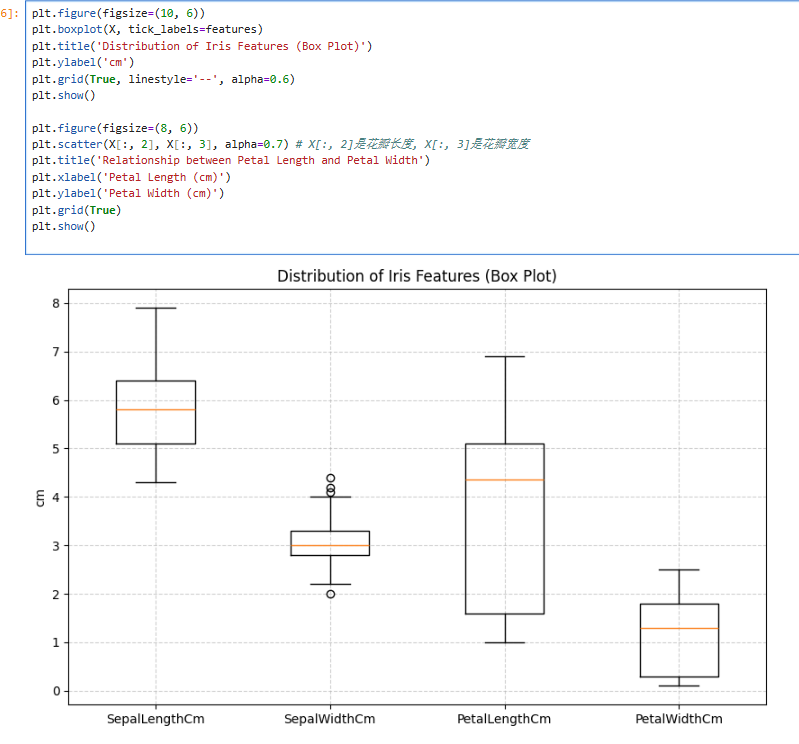 6]:
plt.figure(figsize=(10, 6))
plt.boxplot(X, tick_labels=features)
plt.title('Distribution of Iris Features (Box Plot)')
plt.ylabel('cm')
plt.grid(True, linestyle='--', alpha=0.6)
plt.show()
plt.figure(figsize=(8, 6))
plt.scatter(X[:, 2], X[:, 3], alpha=0.7) # X[:, 2]是花瓣长度, X[:, 3]是花瓣宽度
plt.title('Relationship between Petal Length and Petal Width')
plt.xlabel('Petal Length (cm)')
plt.ylabel('Petal Width (cm)')
plt.grid(True)
plt.show()
Distribution of Iris Features (Box Plot)
8
7
6
5
4
3
2
1
0
cm
SepalLengthCm
SepalWidthCm
PetalLengthCm
PetalWidthCm